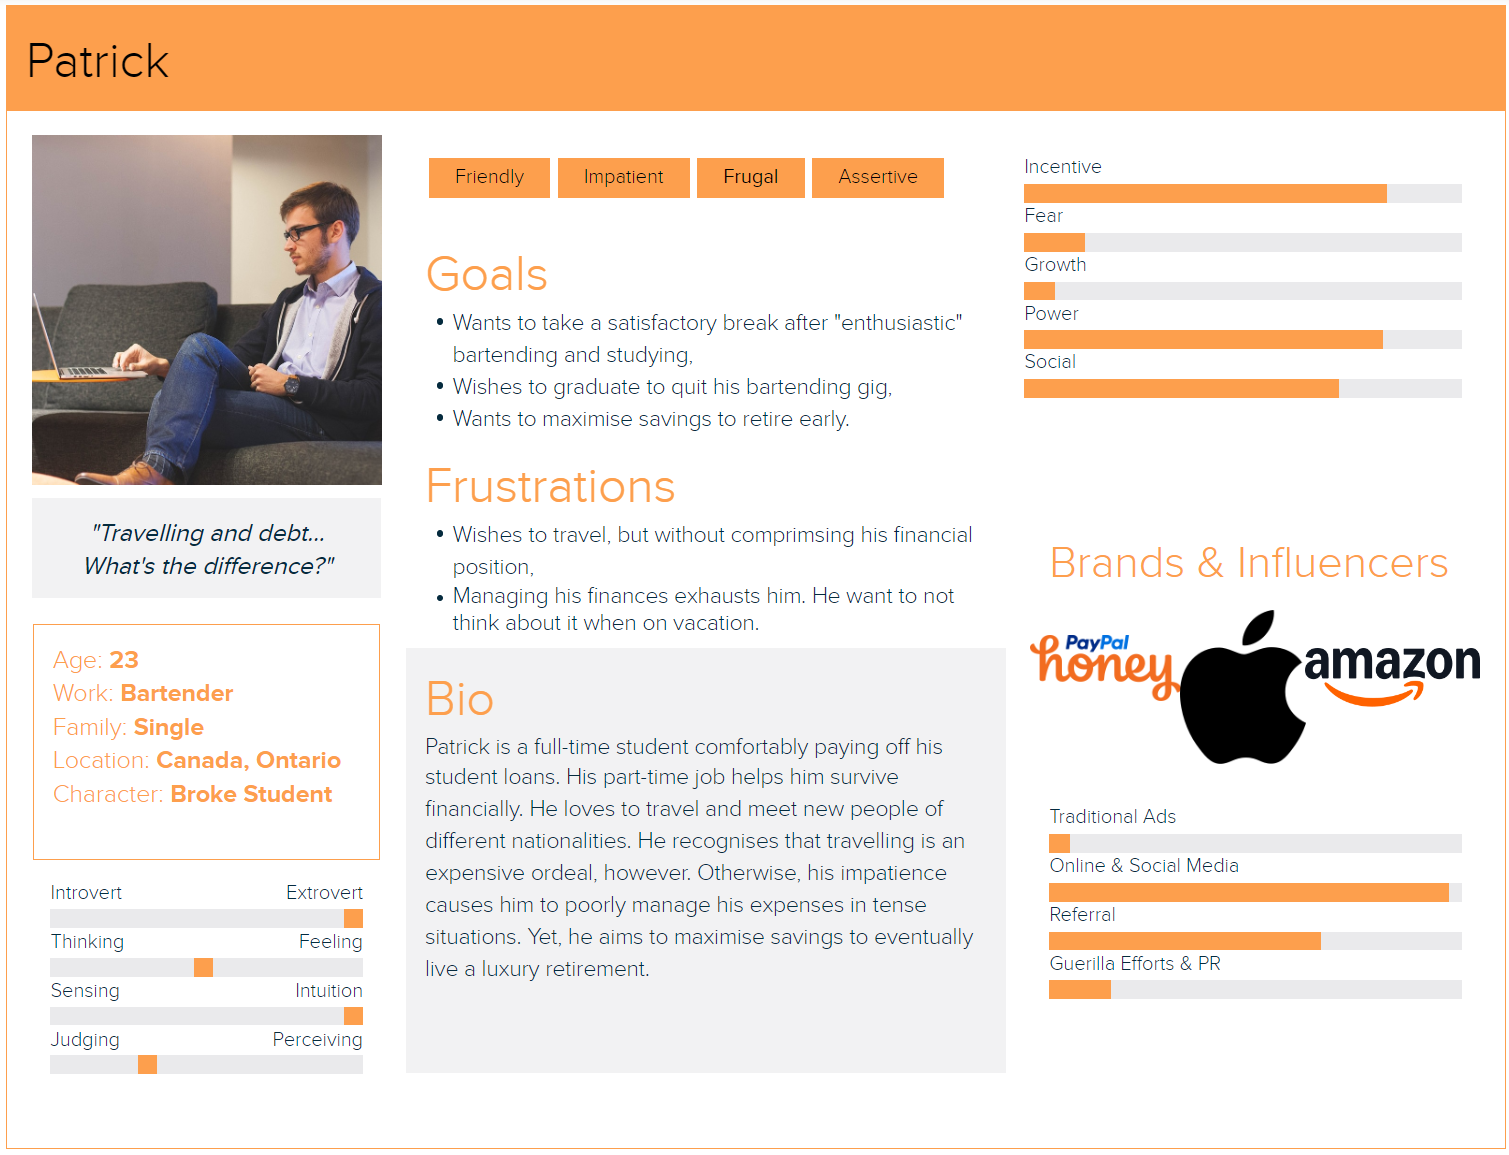 Patrick
"Travelling and debt...
What's the difference?"
Age: 23
Work: Bartender
Family: Single
Location: Canada, Ontario
Character: Broke Student
Introvert Extrovert
Thinking Feeling
Sensing Intuition
Judging Perceiving
Friendly Impatient Frugal Assertive
Goals
• Wants to take a satisfactory break after "enthusiastic"
bartending and studying,
• Wishes to graduate to quit his bartending gig,
• Wants to maximise savings to retire early.
Frustrations
• Wishes to travel, but without comprimsing his financial
position,
• Managing his finances exhausts him. He want to not
think about it when on vacation.
Bio
Patrick is a full-time student comfortably paying off his
student loans. His part-time job helps him survive
financially. He loves to travel and meet new people of
different nationalities. He recognises that travelling is an
expensive ordeal, however. Otherwise, his impatience
causes him to poorly manage his expenses in tense
situations. Yet, he aims to maximise savings to eventually
live a luxury retirement.
Incentive
Fear
Growth
Power
Social
Brands & Influencers
PayPal
honey
amazon
Traditional Ads
Online & Social Media
Referral
Guerilla Efforts & PR